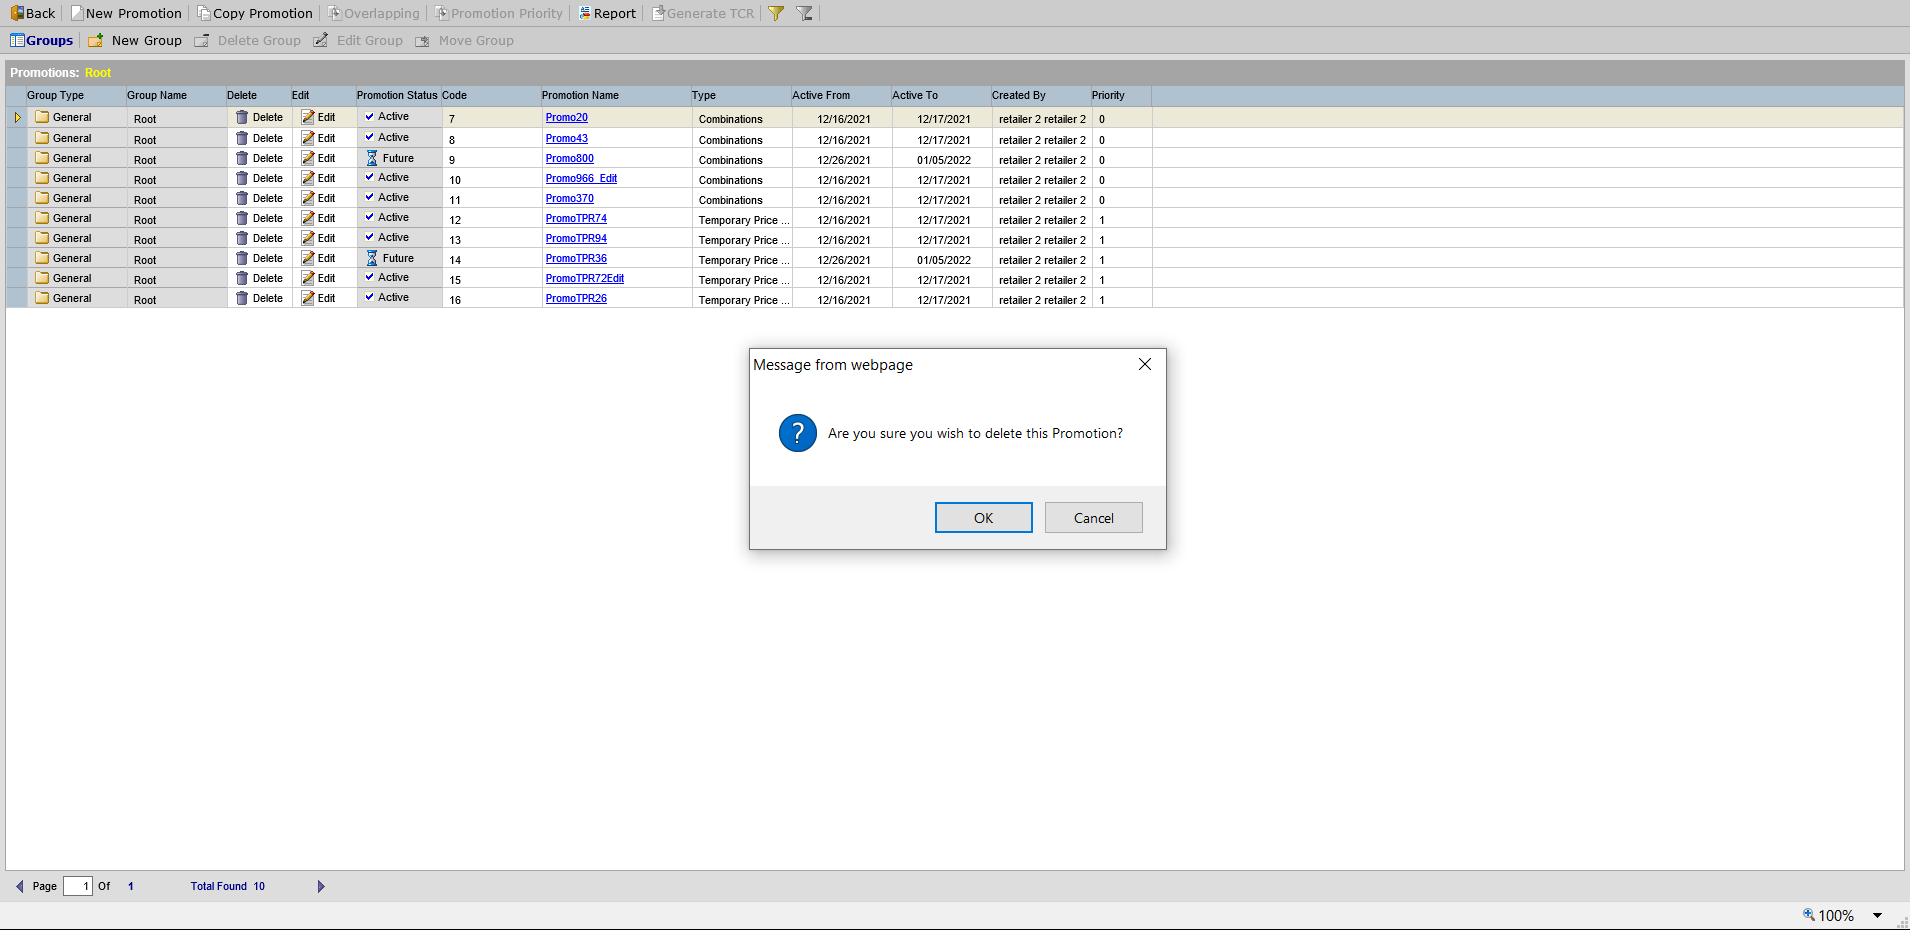 Back New Promotion Copy Promotion Overlapping Promotion Priority Report Generate TCR
Groups New Group Delete Group Edit Group Move Group
Promotions: Root
Group Type Group Name Delete Edit Promotion Status Code Promotion Name Type Active From Active To Created By Priority
General Root Delete Edit Active 7 Promo20 Combinations 12/16/2021 12/17/2021 retailer 2 retailer 2 0
General Root Delete Edit Active 8 Promo43 Combinations 12/16/2021 12/17/2021 retailer 2 retailer 2 0
General Root Delete Edit Future 9 Promo800 Combinations 12/26/2021 01/05/2022 retailer 2 retailer 2 0
General Root Delete Edit Active 10 Promo966_Edit Combinations 12/16/2021 12/17/2021 retailer 2 retailer 2 0
General Root Delete Edit Active 11 Promo370 Combinations 12/16/2021 12/17/2021 retailer 2 retailer 2 0
General Root Delete Edit Active 12 PromoTPR74 Temporary Price ... 12/16/2021 12/17/2021 retailer 2 retailer 2 1
General Root Delete Edit Active 13 PromoTPR94 Temporary Price ... 12/16/2021 12/17/2021 retailer 2 retailer 2 1
General Root Delete Edit Future 14 PromoTPR36 Temporary Price ... 12/26/2021 01/05/2022 retailer 2 retailer 2 1
General Root Delete Edit Active 15 PromoTPR72Edit Temporary Price ... 12/16/2021 12/17/2021 retailer 2 retailer 2 1
General Root Delete Edit Active 16 PromoTPR26 Temporary Price ... 12/16/2021 12/17/2021 retailer 2 retailer 2 1
Message from webpage
? Are you sure you wish to delete this Promotion?
OK Cancel
Page 1 Of 1 Total Found 10
100%